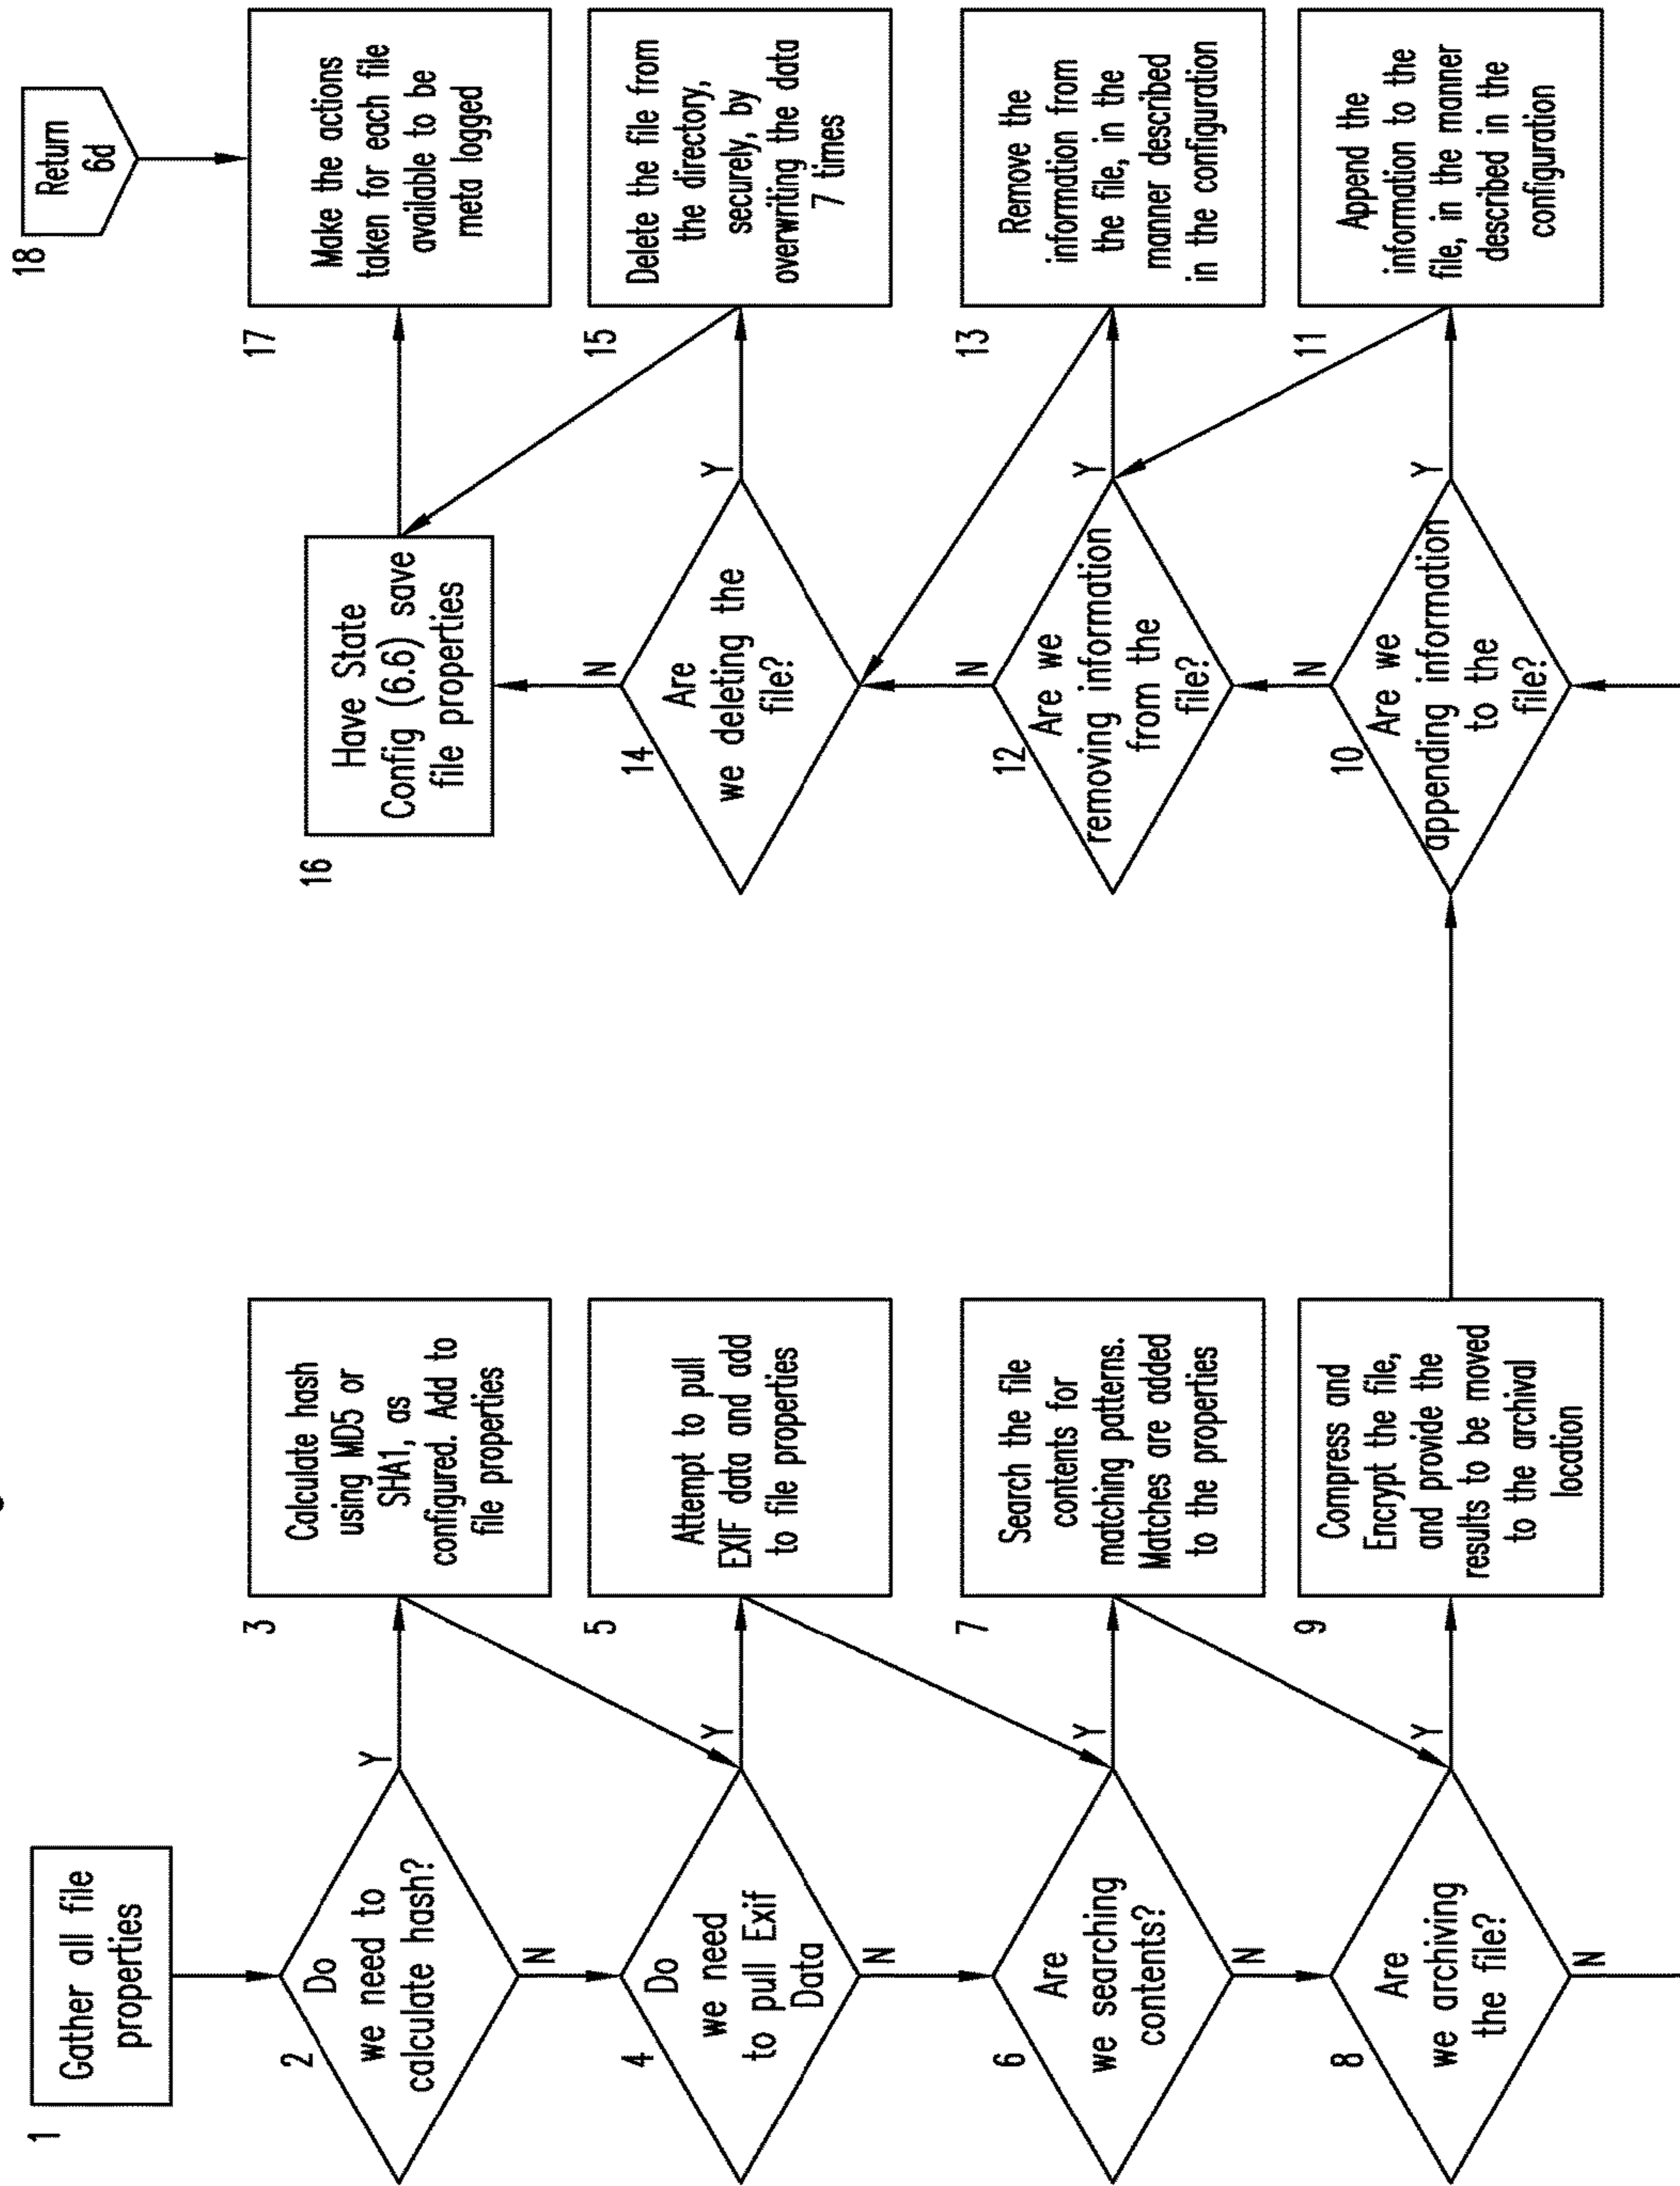 1
Gather all file
properties
2
Do
we need to
calculate hash?
Y
N
3
Calculate hash
using MD5 or
SHA1, as
configured. Add to
file properties
4
Do
we need
to pull Exif
Data
Y
N
5
Attempt to pull
EXIF data and add
to file properties
6
Are
we searching
contents?
Y
N
7
Search the file
contents for
matching patterns.
Matches are added
to the properties
8
Are
we archiving
the file?
Y
N
9
Compress and
Encrypt the file,
and provide the
results to be moved
to the archival
location
10
Are we
appending information
to the
file?
Y
N
11
Append the
information to the
file, in the manner
described in the
configuration
12
Are we
removing information
from the
file?
Y
N
13
Remove the
information from
the file, in the
manner described
in the configuration
14
Are
we deleting the
file?
Y
N
15
Delete the file from
the directory,
securely, by
overwriting the data
7 times
16
Have State
Config (6.6) save
file properties
17
Make the actions
taken for each file
available to be
meta logged
18
Return
6d